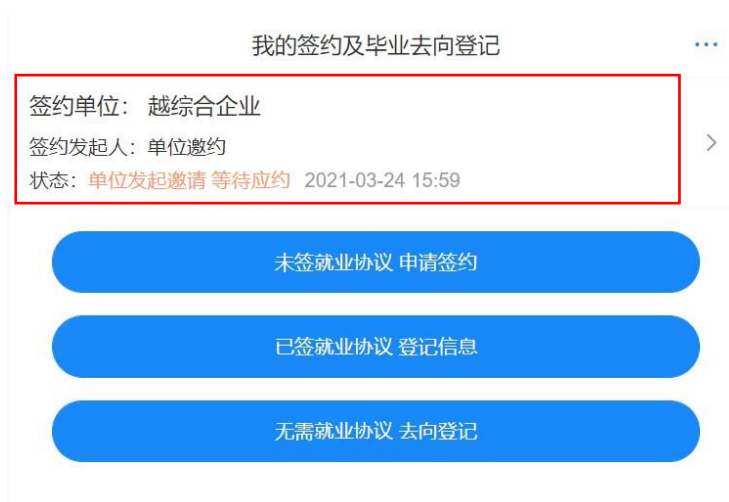 我的签约及毕业去向登记
签约单位： 越综合企业
签约发起人：单位邀约
状态：单位发起邀请 等待应约 2021-03-24 15:59
未签就业协议 申请签约
已签就业协议 登记信息
无需就业协议 去向登记